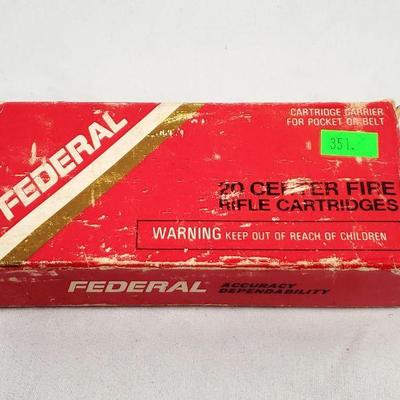 FEDERAL
CARTRIDGE CARRIER
FOR POCKET OR BELT
351.
20 CENTER FIRE
RIFLE CARTRIDGES
WARNING KEEP OUT OF REACH OF CHILDREN
FEDERAL
ACCURACY
DEPENDABILITY